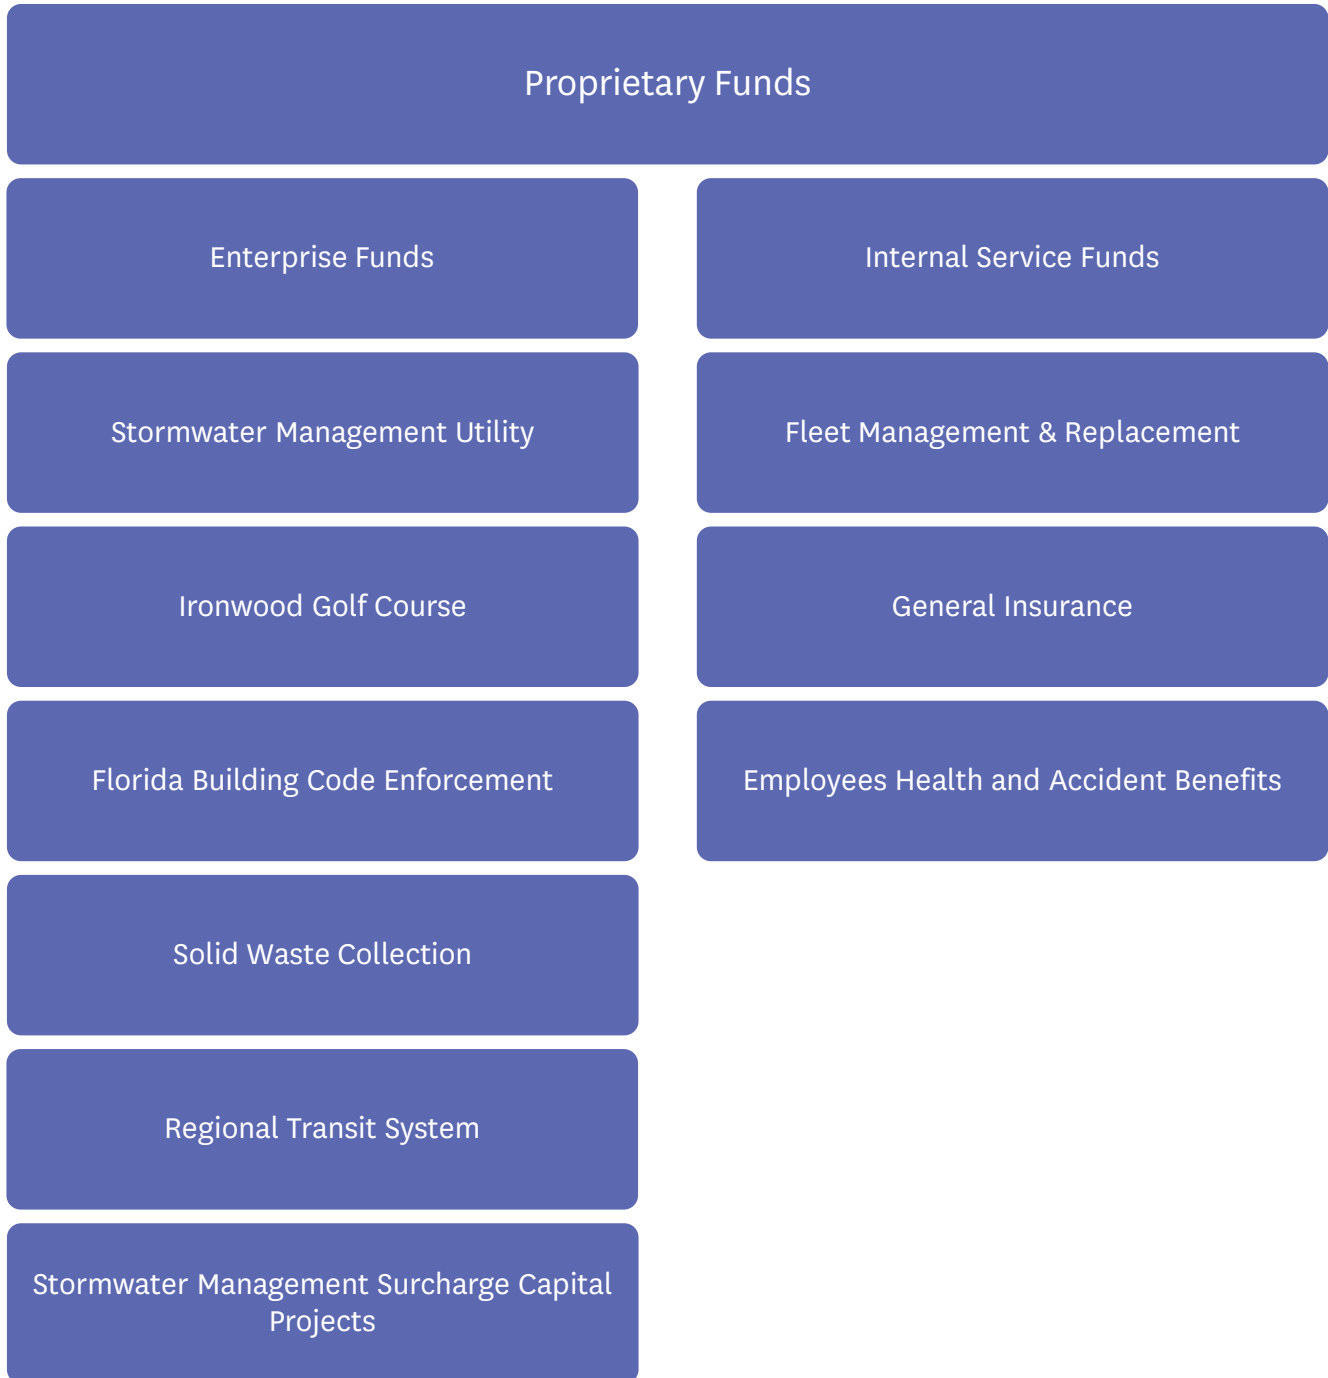 Proprietary Funds
Enterprise Funds
Internal Service Funds
Stormwater Management Utility
Fleet Management & Replacement
Ironwood Golf Course
General Insurance
Florida Building Code Enforcement
Employees Health and Accident Benefits
Solid Waste Collection
Regional Transit System
Stormwater Management Surcharge Capital
Projects